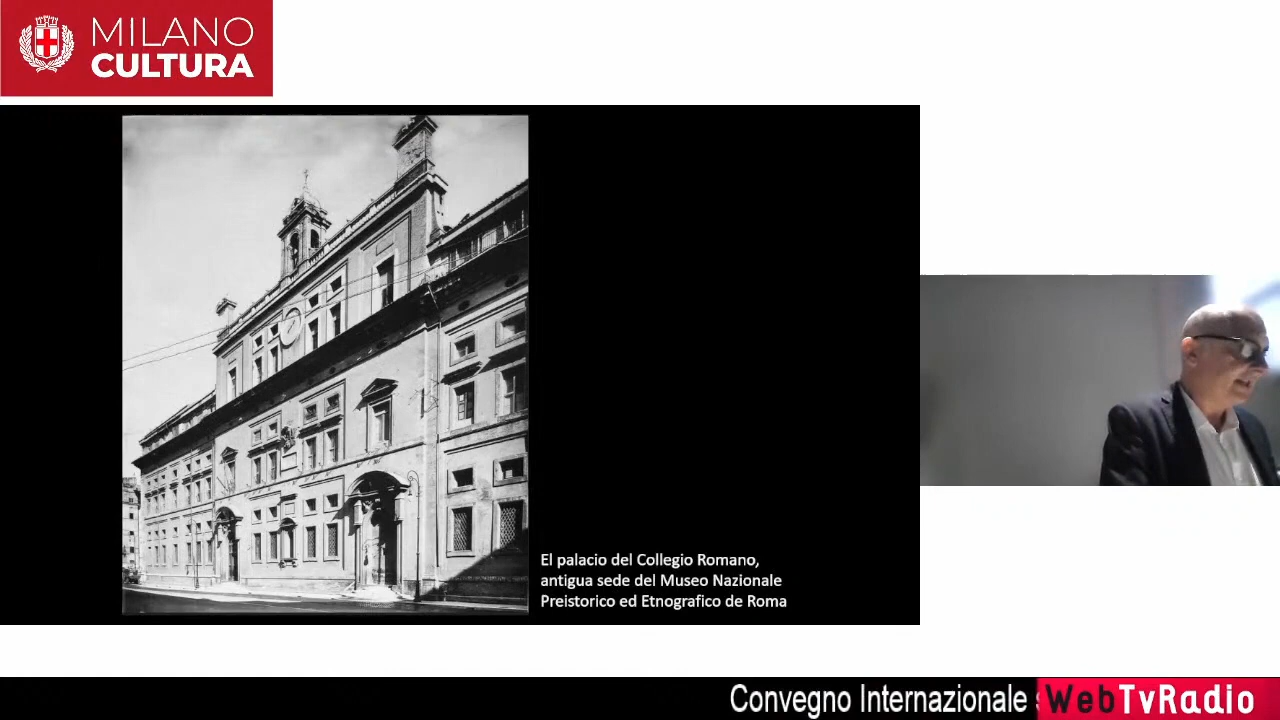 MILANO
CULTURA
El palacio del Collegio Romano,
antigua sede del Museo Nazionale
Preistorico ed Etnografico de Roma
Convegno Internazionale
WebTvRadio